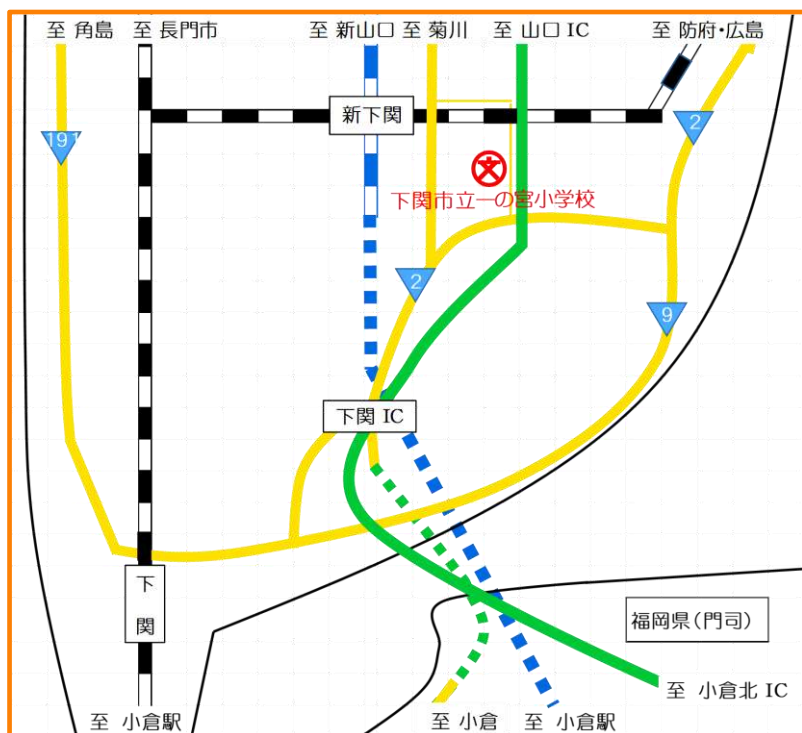 至 角島
至 長門市
至 新山口
至 菊川
至 山口 IC
至 防府・広島
新下関
2
191
下関市立一の宮小学校
2
9
下関 IC
下
関
福岡県(門司)
至 小倉北 IC
至 小倉駅
至 小倉
至 小倉駅